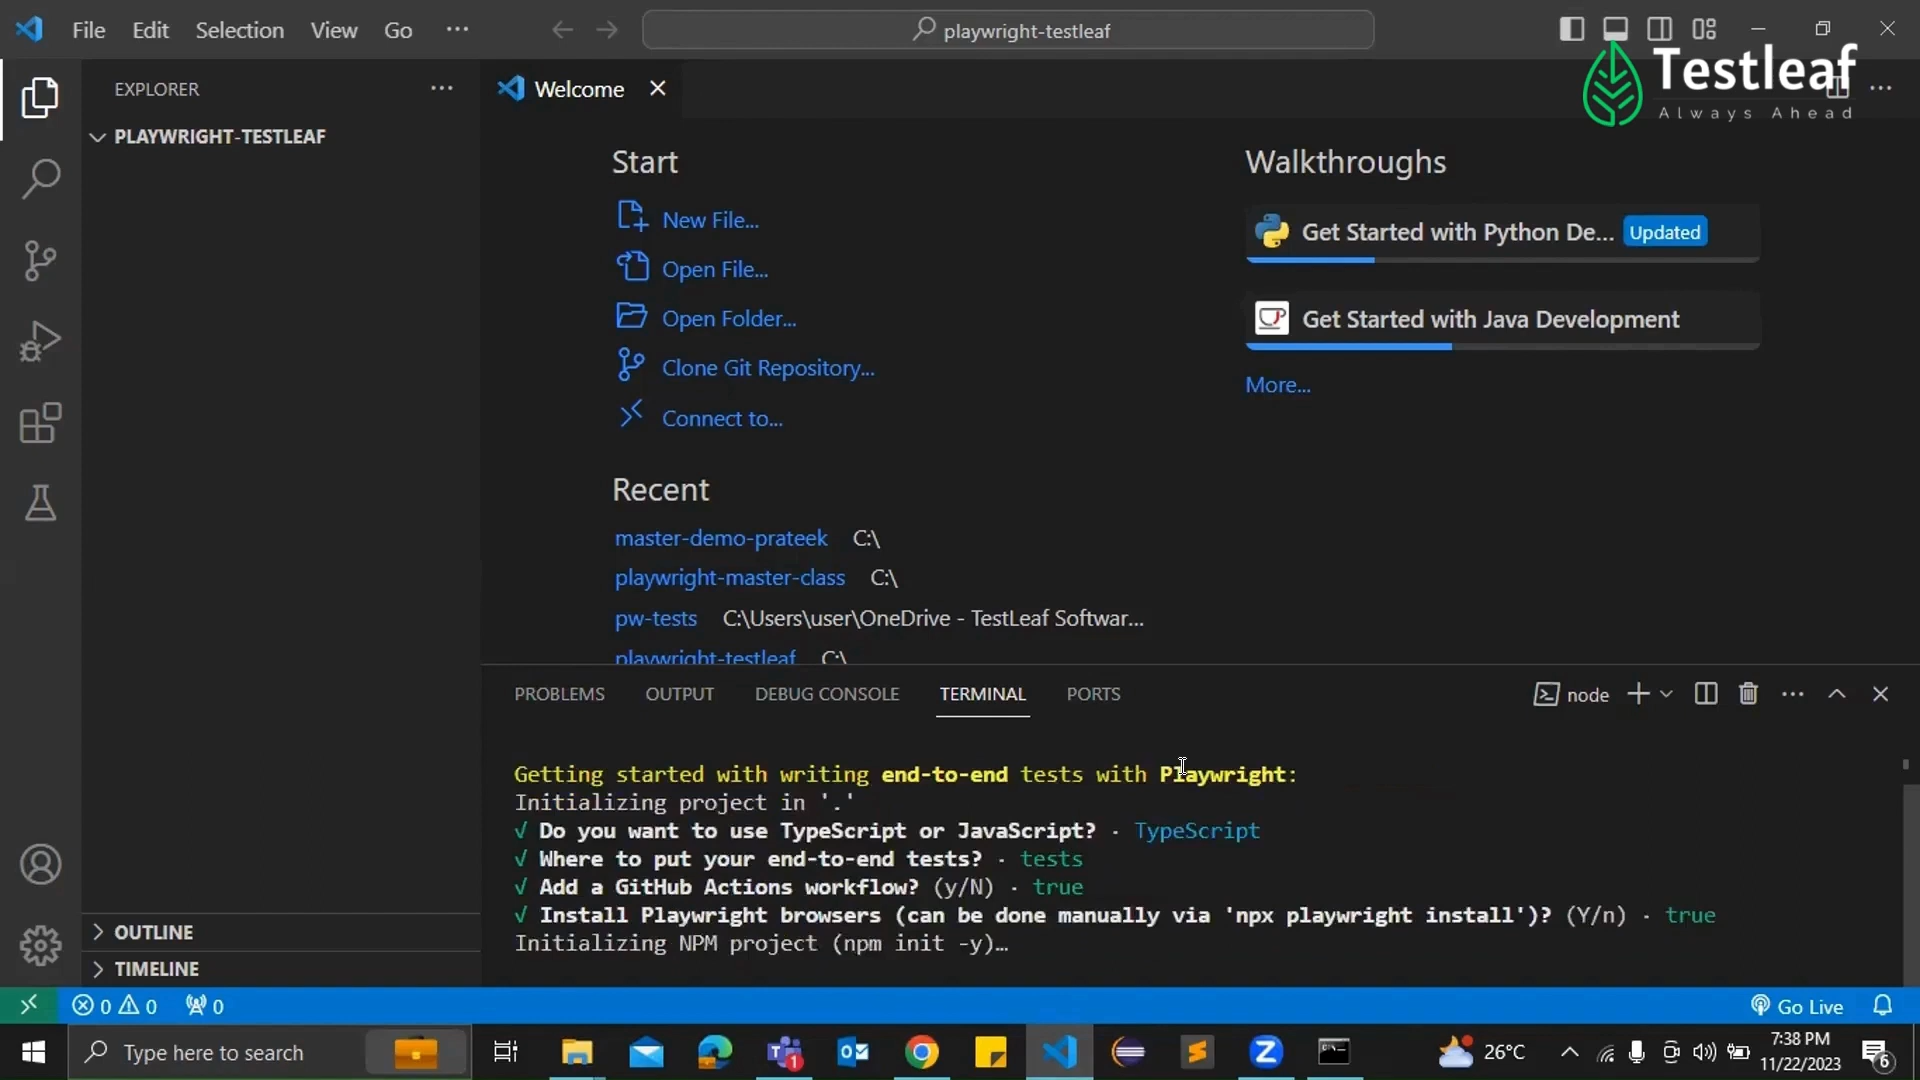 File Edit Selection View Go ...
playwright-testleaf
Testleaf
Always Ahead
EXPLORER
PLAYWRIGHT-TESTLEAF
Welcome
Start
New File...
Open File...
Open Folder...
Clone Git Repository...
Connect to...
Recent
master-demo-prateek C:\
playwright-master-class C:\
pw-tests C:\Users\user\OneDrive - TestLeaf Softwar...
playwright-testleaf C:\
Walkthroughs
Get Started with Python De... Updated
Get Started with Java Development
More...
PROBLEMS OUTPUT DEBUG CONSOLE TERMINAL PORTS
node
Getting started with writing end-to-end tests with Playwright:
Initializing project in '.'
√ Do you want to use TypeScript or JavaScript? · TypeScript
√ Where to put your end-to-end tests? · tests
√ Add a GitHub Actions workflow? (y/N) · true
√ Install Playwright browsers (can be done manually via 'npx playwright install')? (Y/n) · true
Initializing NPM project (npm init -y)…
OUTLINE
TIMELINE
0 0 0
Go Live
Type here to search
1
26°C
7:38 PM
11/22/2023
6